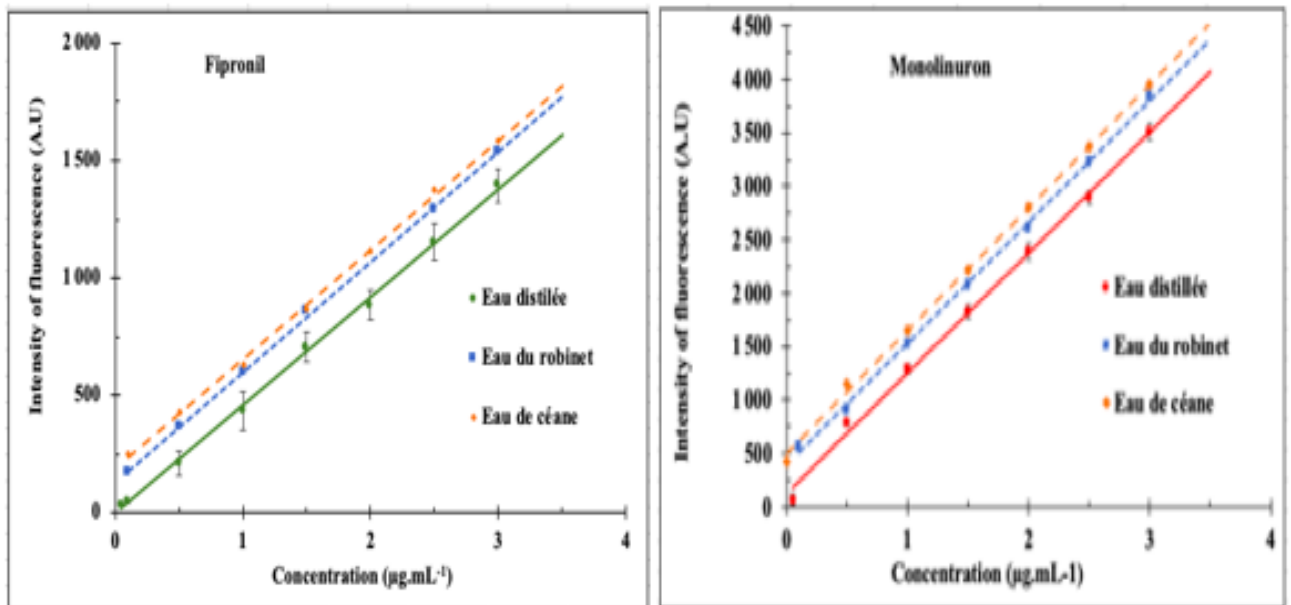 Fipronil
Intensity of fluorescence (A.U)
2 000
1 500
1 000
500
0
0 1 2 3 4
Concentration (µg.mL-1)
Eau distilée
Eau du robinet
Eau de céane
Monolinuron
Intensity of fluorescence (A.U)
4 500
4 000
3 500
3 000
2 500
2 000
1 500
1 000
500
0
0 1 2 3 4
Concentration (µg.mL-1)
Eau distillée
Eau du robinet
Eau de céane